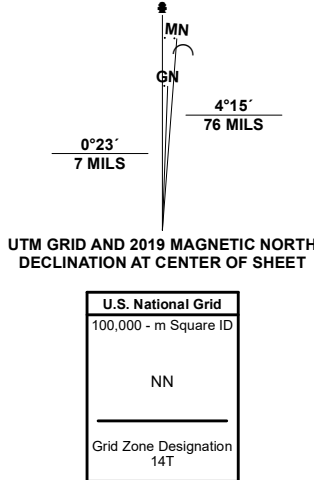 MN
GN
4°15´
76 MILS
0°23´
7 MILS
UTM GRID AND 2019 MAGNETIC NORTH
DECLINATION AT CENTER OF SHEET
U.S. National Grid
100,000 - m Square ID
NN
Grid Zone Designation
14T